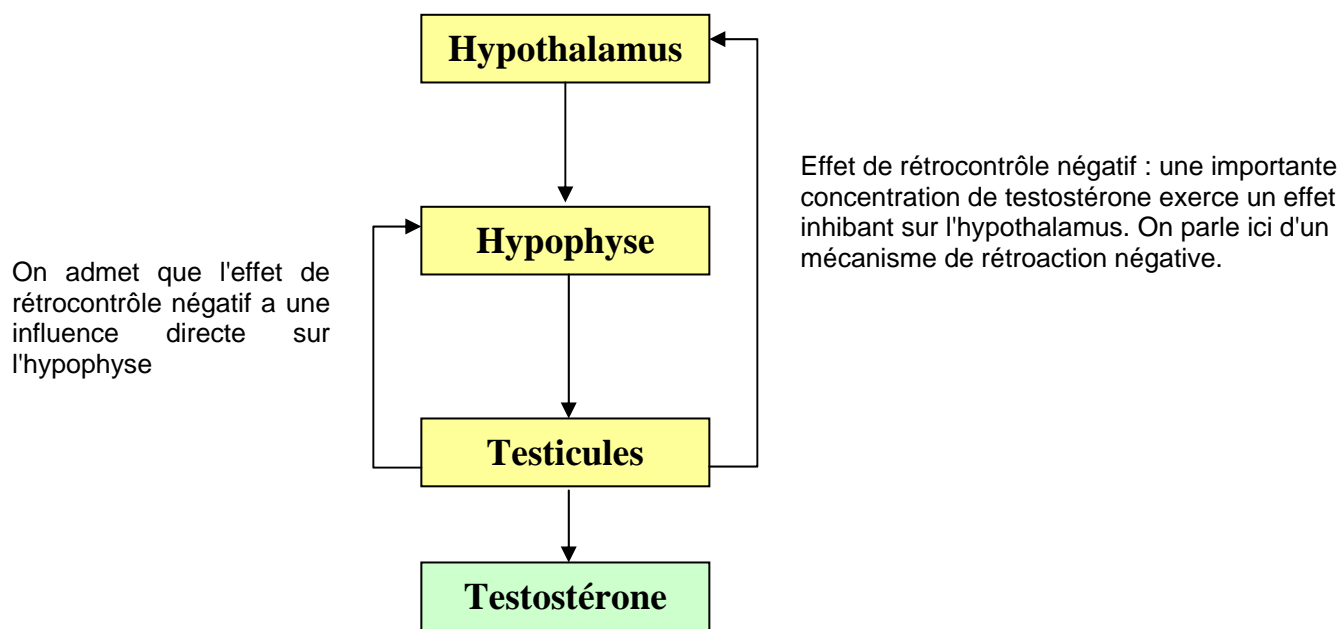 Hypothalamus
Effet de rétrocontrôle négatif : une importante
concentration de testostérone exerce un effet
inhibant sur l'hypothalamus. On parle ici d'un
mécanisme de rétroaction négative.
Hypophyse
On admet que l'effet de
rétrocontrôle négatif a une
influence directe sur
l'hypophyse
Testicules
Testostérone